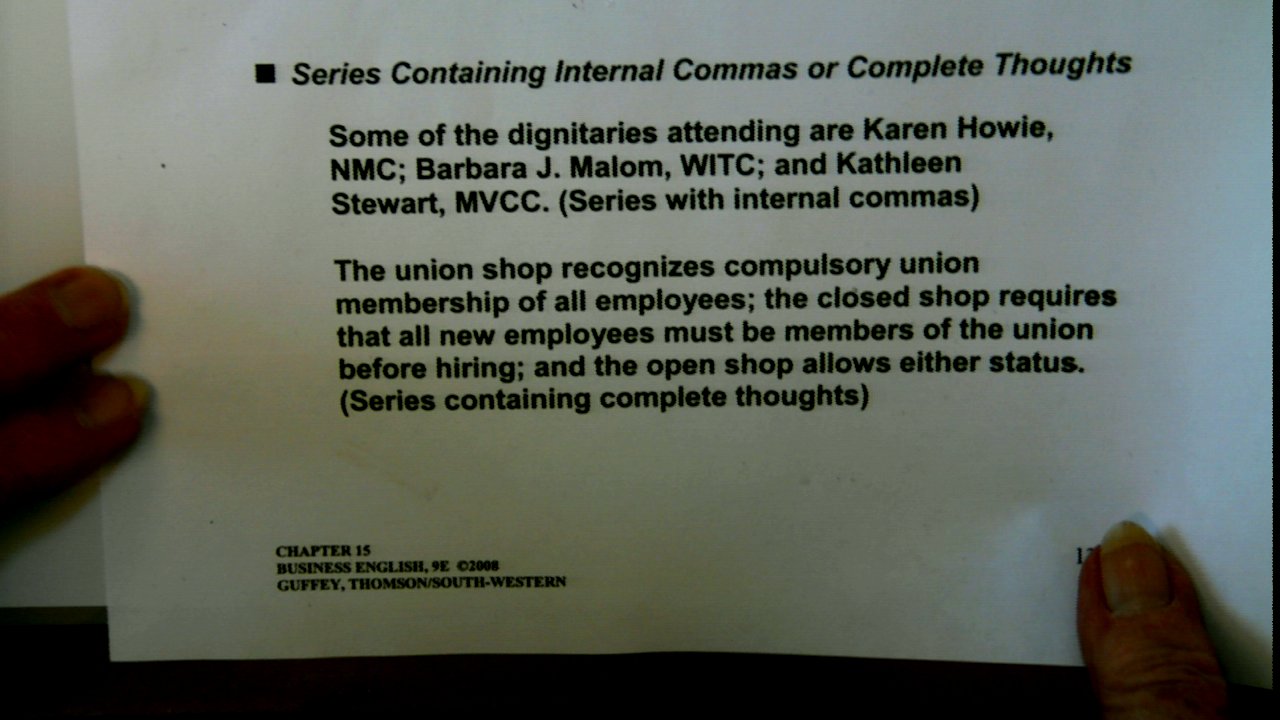 ■ Series Containing Internal Commas or Complete Thoughts
Some of the dignitaries attending are Karen Howie,
NMC; Barbara J. Malom, WITC; and Kathleen
Stewart, MVCC. (Series with internal commas)
The union shop recognizes compulsory union
membership of all employees; the closed shop requires
that all new employees must be members of the union
before hiring; and the open shop allows either status.
(Series containing complete thoughts)
CHAPTER 15
BUSINESS ENGLISH, 9E ©2008
GUFFEY, THOMSON/SOUTH-WESTERN